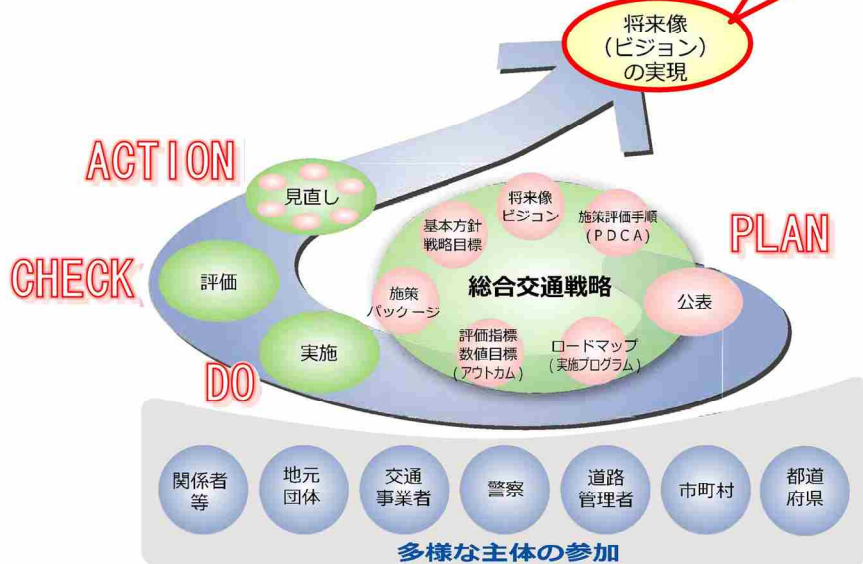 将来像
（ビジョン）
の実現
ACTION
見直し
CHECK
評価
実施
DO
PLAN
将来像
ビジョン
施策評価手順
（ＰＤＣＡ）
基本方針
戦略目標
総合交通戦略
公表
施策
パッケージ
評価指標
数値目標
（アウトカム）
ロードマップ
（実施プログラム）
関係者
等
地元
団体
交通
事業者
警察
道路
管理者
市町村
都道
府県
多様な主体の参加